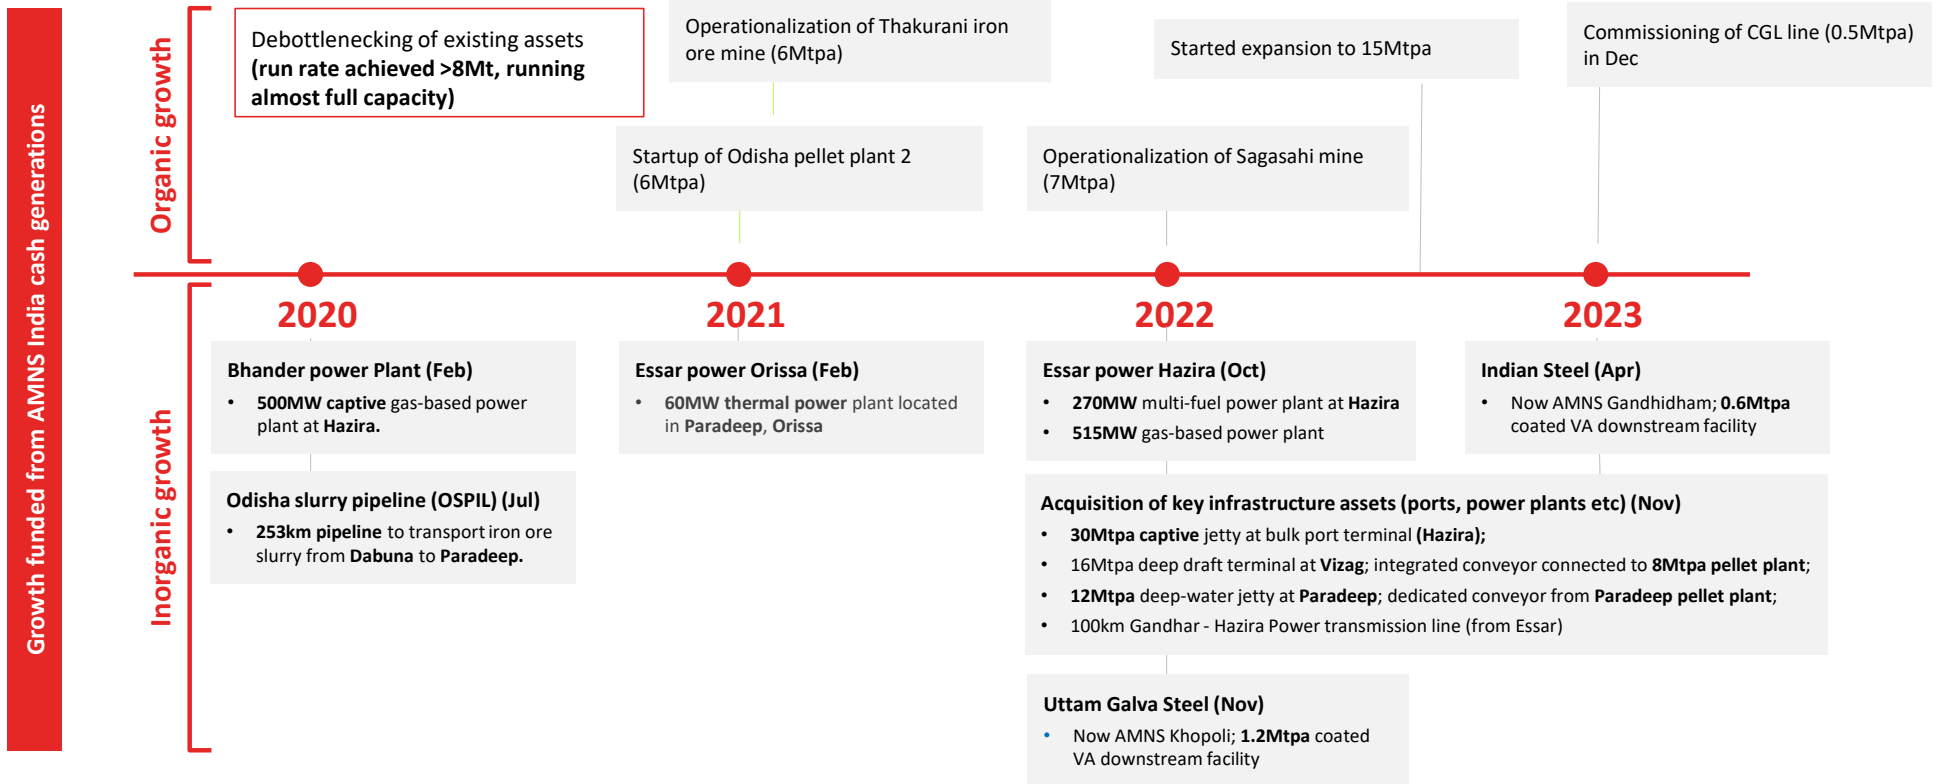 Growth funded from AMNS India cash generations
Organic growth
Debottlenecking of existing assets
(run rate achieved >8Mt, running
almost full capacity)
Operationalization of Thakurani iron
ore mine (6Mtpa)
Startup of Odisha pellet plant 2
(6Mtpa)
Started expansion to 15Mtpa
Operationalization of Sagasahi mine
(7Mtpa)
Commissioning of CGL line (0.5Mtpa)
in Dec
2020
2021
2022
2023
Inorganic growth
Bhander power Plant (Feb)
• 500MW captive gas-based power
plant at Hazira.
Odisha slurry pipeline (OSPIL) (Jul)
• 253km pipeline to transport iron ore
slurry from Dabuna to Paradeep.
Essar power Orissa (Feb)
• 60MW thermal power plant located
in Paradeep, Orissa
Essar power Hazira (Oct)
• 270MW multi-fuel power plant at Hazira
• 515MW gas-based power plant
Indian Steel (Apr)
• Now AMNS Gandhidham; 0.6Mtpa
coated VA downstream facility
Acquisition of key infrastructure assets (ports, power plants etc) (Nov)
• 30Mtpa captive jetty at bulk port terminal (Hazira);
• 16Mtpa deep draft terminal at Vizag; integrated conveyor connected to 8Mtpa pellet plant;
• 12Mtpa deep-water jetty at Paradeep; dedicated conveyor from Paradeep pellet plant;
• 100km Gandhar - Hazira Power transmission line (from Essar)
Uttam Galva Steel (Nov)
• Now AMNS Khopoli; 1.2Mtpa coated
VA downstream facility